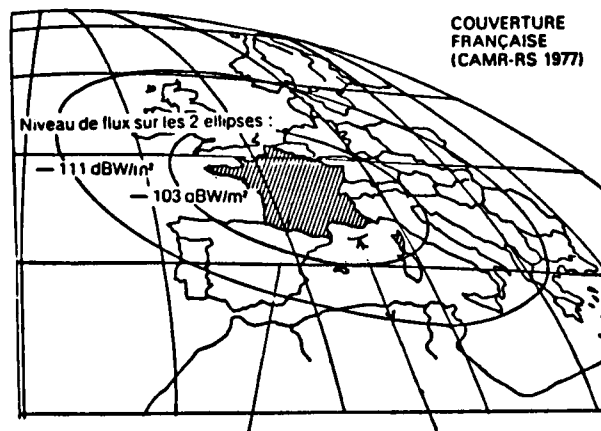 COUVERTURE
FRANÇAISE
(CAMR-RS 1977)
Niveau de flux sur les 2 ellipses :
— 111 dBW/m²
— 103 dBW/m²